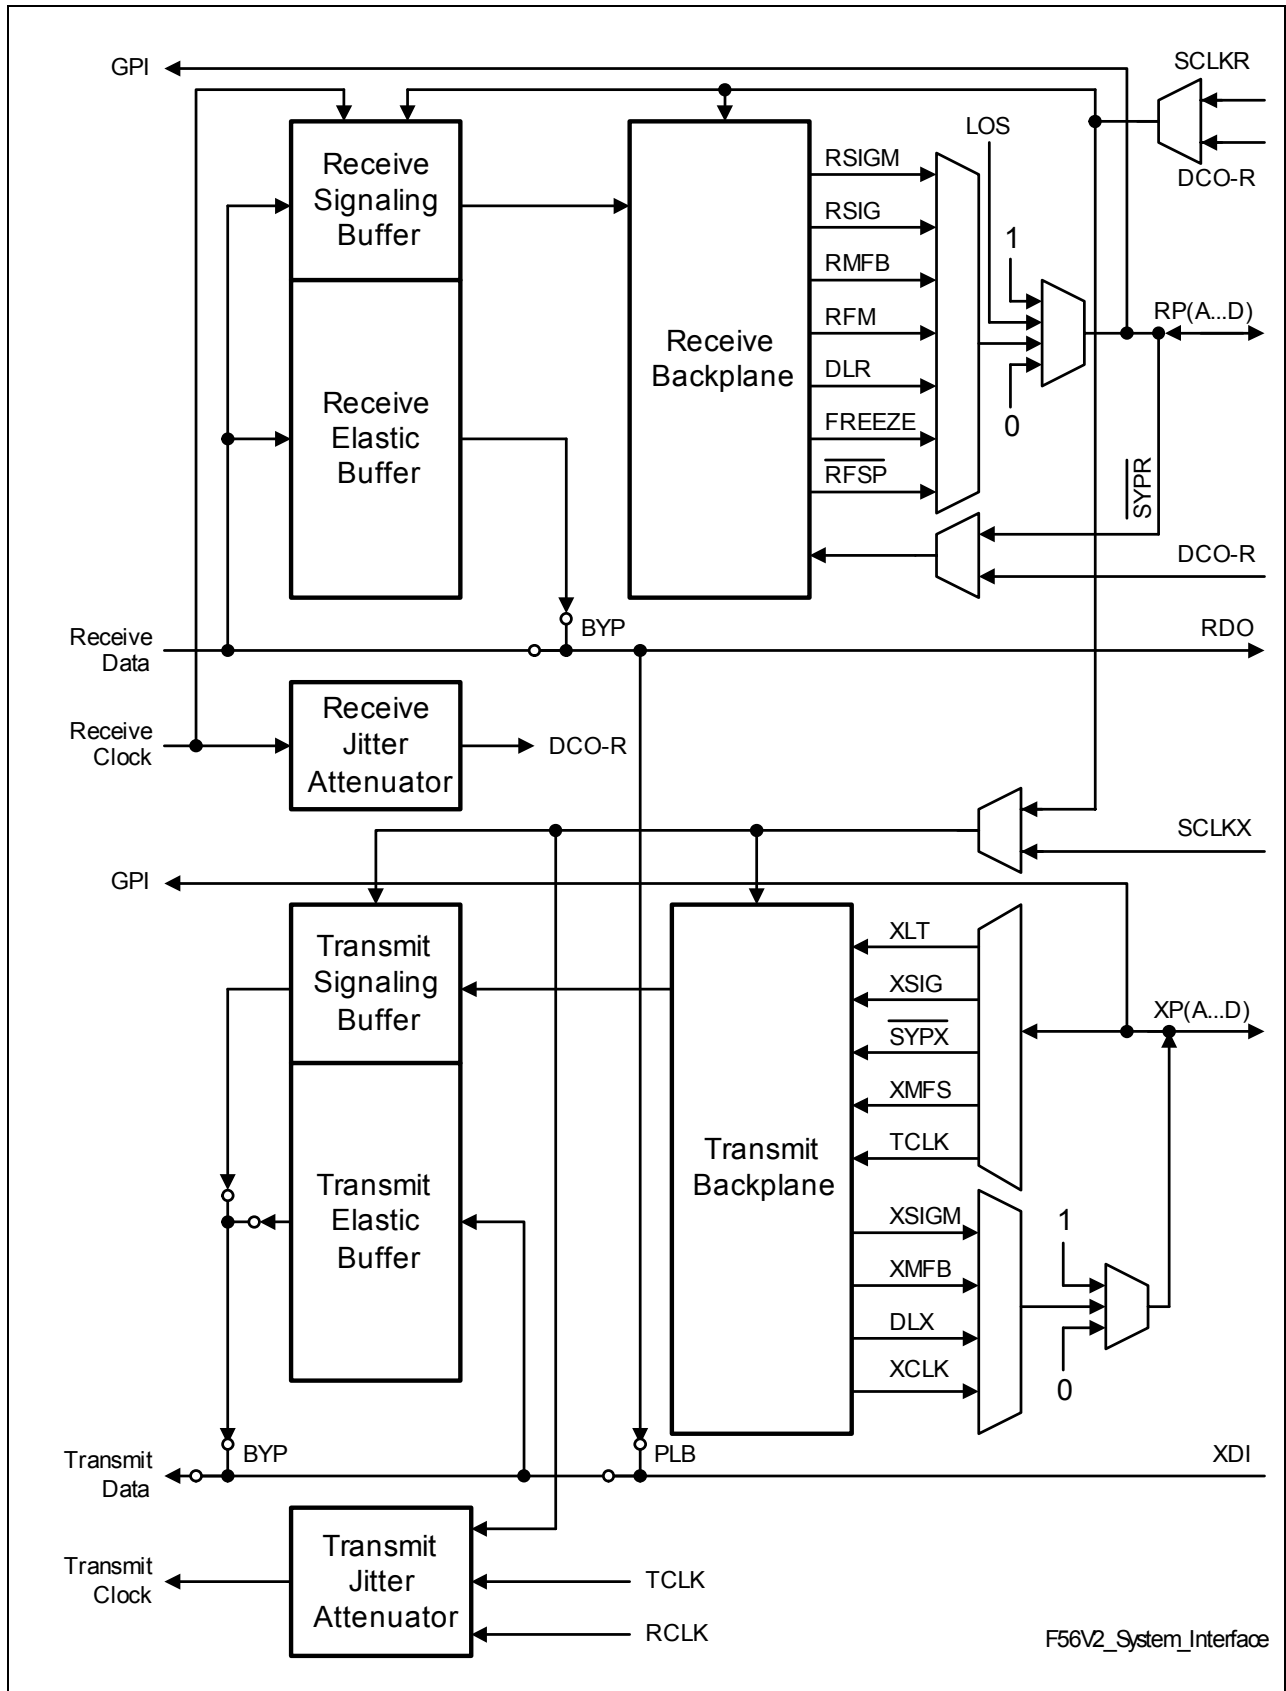 GPI
SCLKR
LOS
DCO-R
Receive
Signaling
Buffer
RSIGM
RSIG
RMFB
RFM
DLR
FREEZE
RFSP
1
0
RP(A...D)
Receive
Backplane
Receive
Elastic
Buffer
SYPR
DCO-R
BYP
RDO
Receive
Data
Receive
Clock
Receive
Jitter
Attenuator
DCO-R
SCLKX
GPI
Transmit
Signaling
Buffer
XLT
XSIG
SYPX
XMFS
TCLK
XP(A...D)
Transmit
Backplane
Transmit
Elastic
Buffer
XSIGM
XMFB
DLX
XCLK
1
0
BYP
PLB
XDI
Transmit
Data
Transmit
Clock
Transmit
Jitter
Attenuator
TCLK
RCLK
F56V2_System_Interface